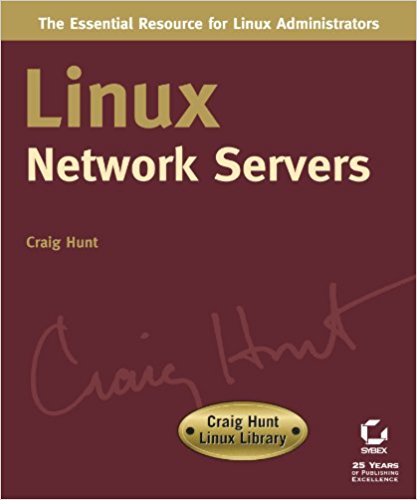 The Essential Resource for Linux Administrators
Linux
Network Servers
Craig Hunt
Craig Hunt
Craig Hunt
Linux Library
SYBEX
25 YEARS
OF PUBLISHING
EXCELLENCE